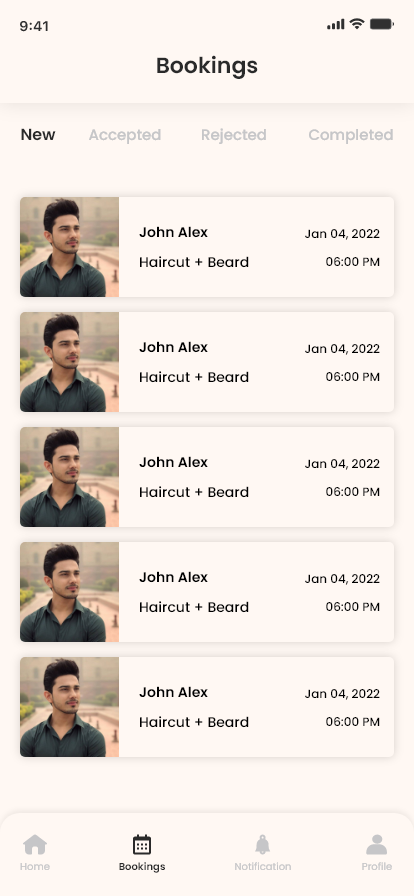 9:41
Bookings
New Accepted Rejected Completed
John Alex Jan 04, 2022
Haircut + Beard 06:00 PM
John Alex Jan 04, 2022
Haircut + Beard 06:00 PM
John Alex Jan 04, 2022
Haircut + Beard 06:00 PM
John Alex Jan 04, 2022
Haircut + Beard 06:00 PM
John Alex Jan 04, 2022
Haircut + Beard 06:00 PM
Home Bookings Notification Profile